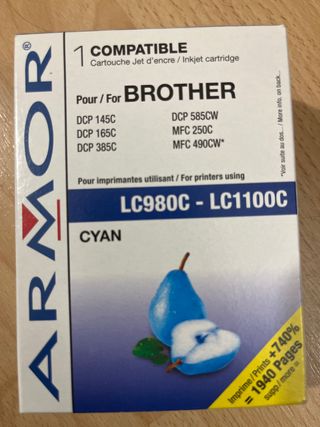 ARMOR®
1 COMPATIBLE
Cartouche Jet d'encre / Inkjet cartridge
Pour / For BROTHER
DCP 145C DCP 585CW
DCP 165C MFC 250C
DCP 385C MFC 490CW*
*Voir suite au dos... / More info. on back...
Pour imprimantes utilisant / For printers using
LC980C - LC1100C
CYAN
Imprime / Prints +740%
= 1940 Pages
supp / more =